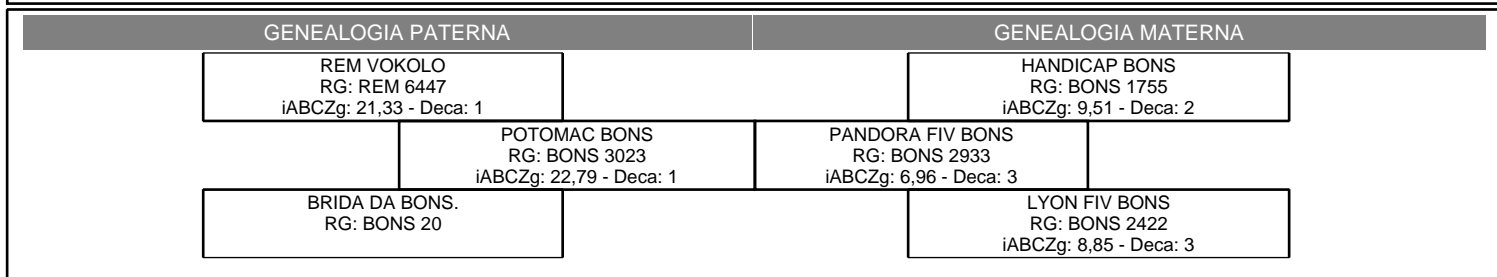 GENEALOGIA PATERNA
GENEALOGIA MATERNA
REM VOKOLO
RG: REM 6447
iABCZg: 21,33 - Deca: 1
HANDICAP BONS
RG: BONS 1755
iABCZg: 9,51 - Deca: 2
POTOMAC BONS
RG: BONS 3023
iABCZg: 22,79 - Deca: 1
PANDORA FIV BONS
RG: BONS 2933
iABCZg: 6,96 - Deca: 3
BRIDA DA BONS.
RG: BONS 20
LYON FIV BONS
RG: BONS 2422
iABCZg: 8,85 - Deca: 3